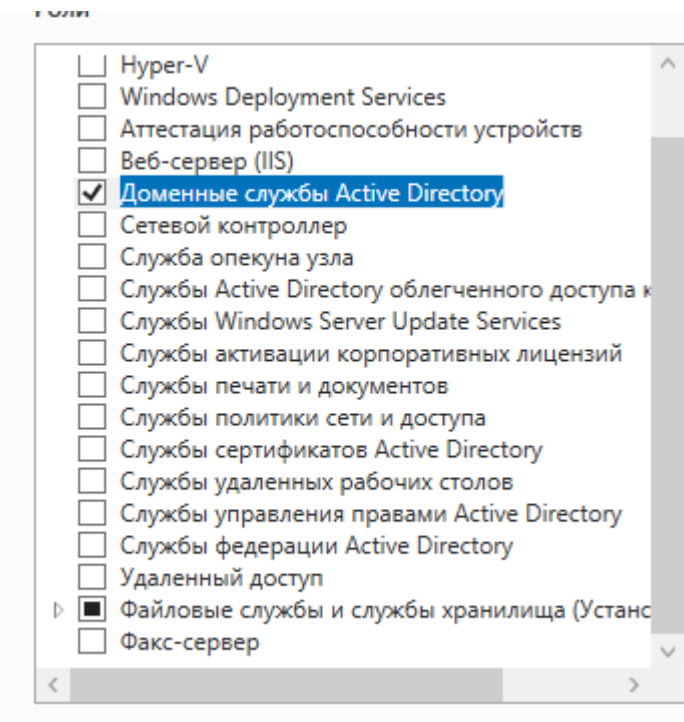 Роли
Hyper-V
Windows Deployment Services
Аттестация работоспособности устройств
Веб-сервер (IIS)
Доменные службы Active Directory
Сетевой контроллер
Служба опекуна узла
Службы Active Directory облегченного доступа к
Службы Windows Server Update Services
Службы активации корпоративных лицензий
Службы печати и документов
Службы политики сети и доступа
Службы сертификатов Active Directory
Службы удаленных рабочих столов
Службы управления правами Active Directory
Службы федерации Active Directory
Удаленный доступ
Файловые службы и службы хранилища (Устанс
Факс-сервер